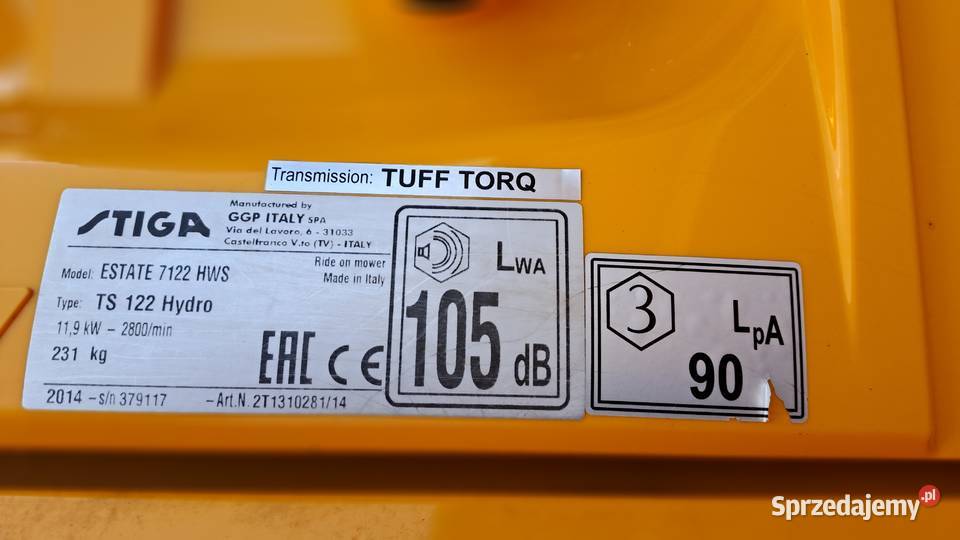 Transmission: TUFF TORQ
STIGA
Manufactured by
GGP ITALY SPA
Via del Lavoro, 6 - 31033
Castelfranco V.to (TV) - ITALY
Ride on mower
Made in Italy
Model: ESTATE 7122 HWS
Type: TS 122 Hydro
11,9 kW - 2800/min
231 kg
EAC CE
2014 -s/n 379117 -Art.N. 2T1310281/14
LWA
105 dB
3
LpA
90
Sprzedajemy.pl